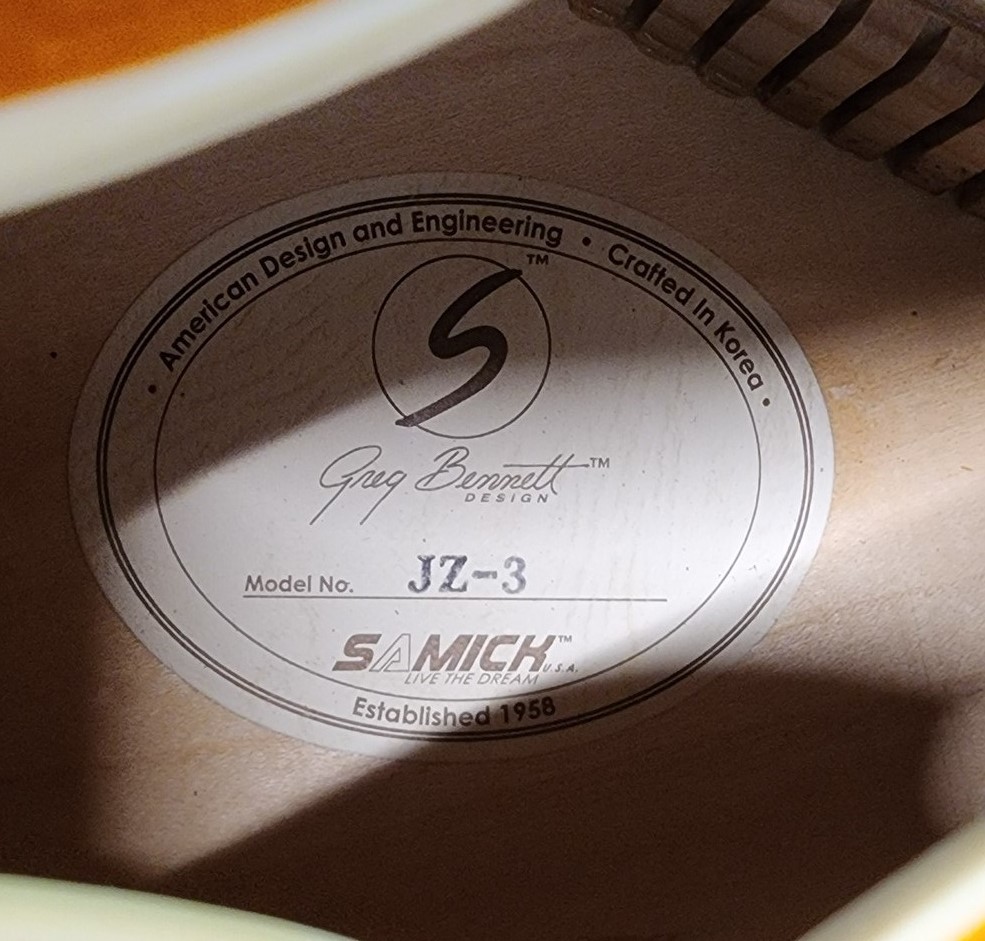 • American Design and Engineering • Crafted In Korea •
S™
Greg Bennett™
DESIGN
Model No. JZ-3
SAMICK™ U.S.A.
LIVE THE DREAM
Established 1958